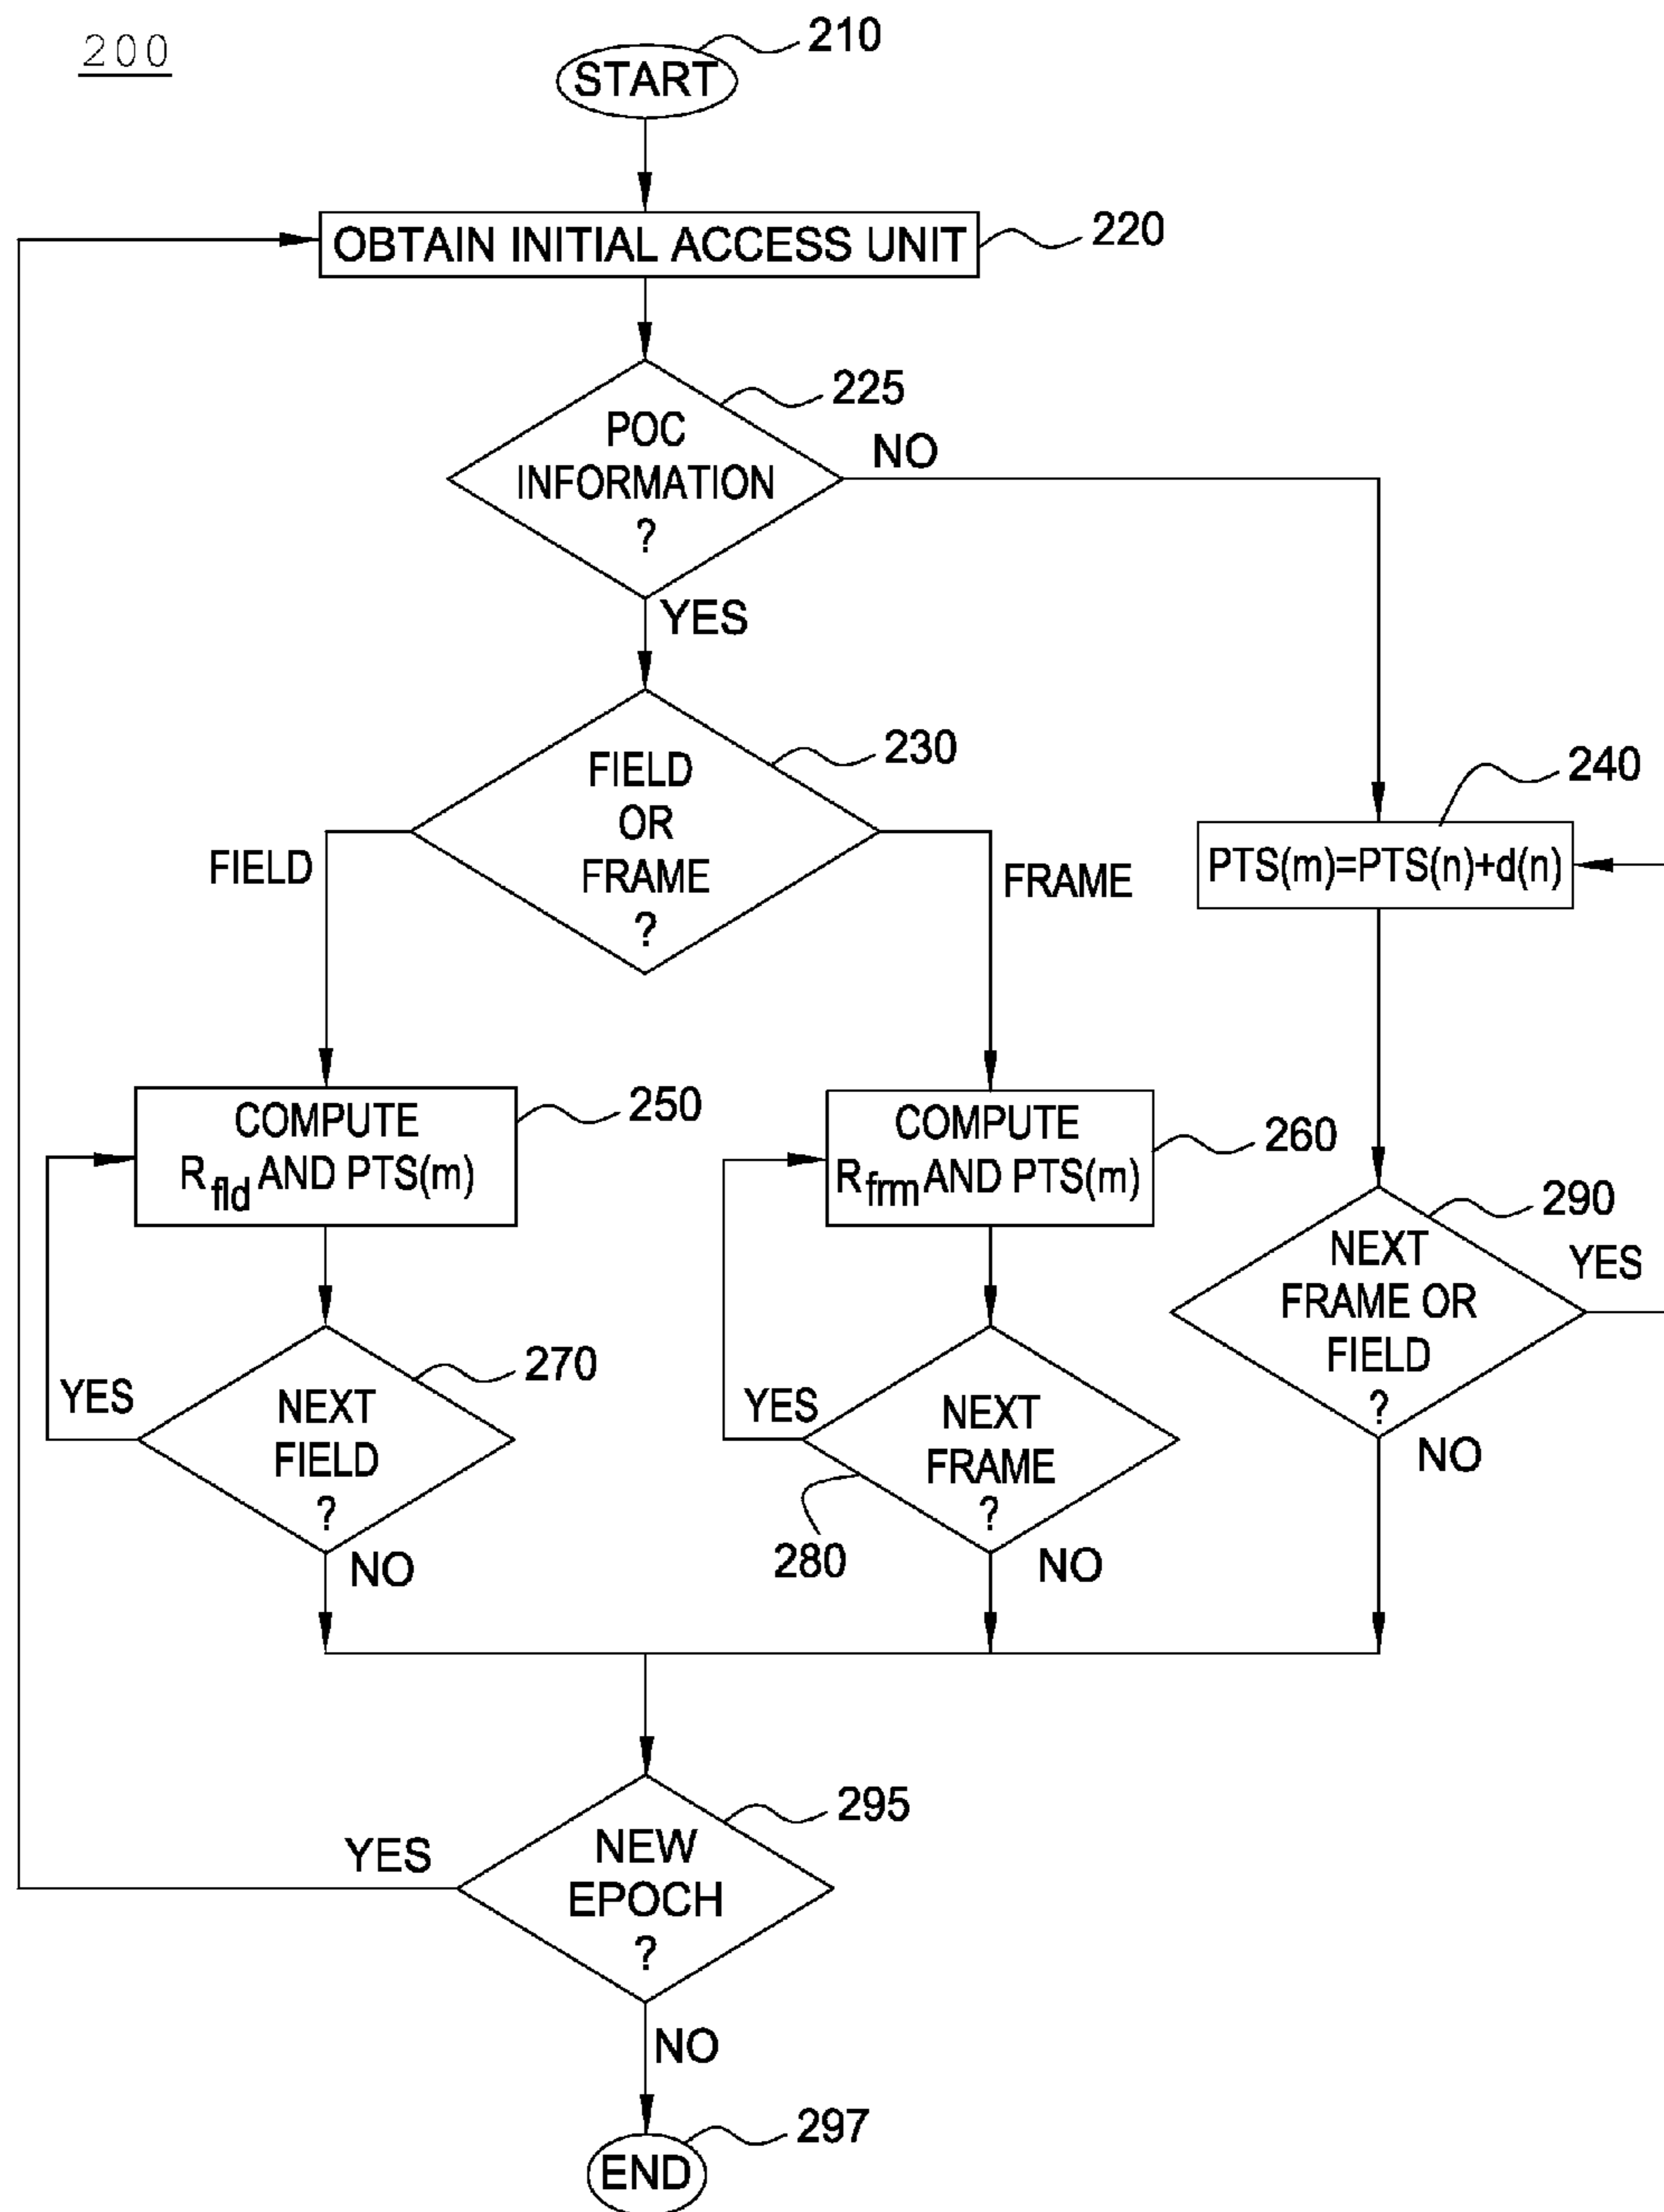 200
210
START
OBTAIN INITIAL ACCESS UNIT
220
225
POC
INFORMATION
?
NO
YES
230
FIELD
OR
FRAME
?
FIELD
FRAME
240
PTS(m)=PTS(n)+d(n)
COMPUTE
R_fld AND PTS(m)
250
COMPUTE
R_frm AND PTS(m)
260
290
NEXT
FRAME OR
FIELD
?
YES
NO
270
NEXT
FIELD
?
YES
NO
NEXT
FRAME
?
YES
280
NO
295
NEW
EPOCH
?
YES
NO
297
END